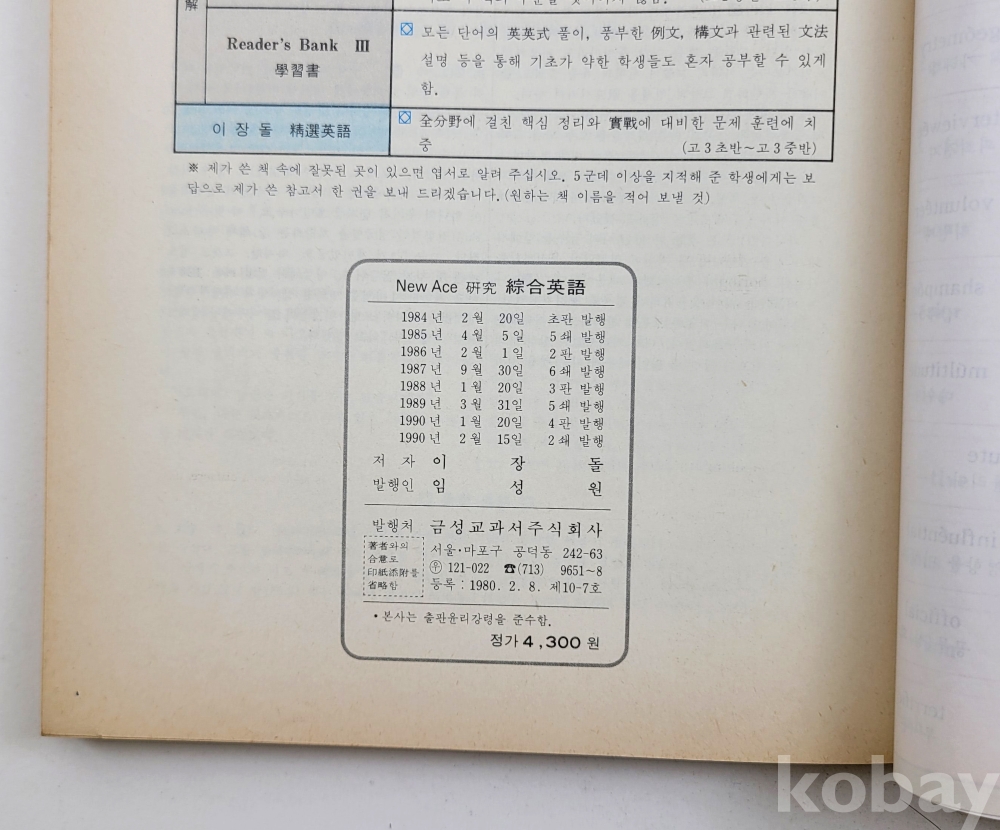 解
Reader's Bank Ⅲ
學習書
모든 단어의 英英式 풀이, 풍부한 例文, 構文과 관련된 文法
설명 등을 통해 기초가 약한 학생들도 혼자 공부할 수 있게
함.
이 장 돌 精選英語
全分野에 걸친 핵심 정리와 實戰에 대비한 문제 훈련에 치
중 (고 3 초반~고 3 중반)
※ 제가 쓴 책 속에 잘못된 곳이 있으면 엽서로 알려 주십시오. 5군데 이상을 지적해 준 학생에게는 보
답으로 제가 쓴 참고서 한 권을 보내 드리겠습니다. (원하는 책 이름을 적어 보낼 것)
New Ace 硏究 綜合英語
1984년 2월 20일 초판 발행
1985년 4월 5일 5쇄 발행
1986년 2월 1일 2판 발행
1987년 9월 30일 6쇄 발행
1988년 1월 20일 3판 발행
1989년 3월 31일 5쇄 발행
1990년 1월 20일 4판 발행
1990년 2월 15일 2쇄 발행
저 자 이 장 돌
발행인 임 성 원
발행처 금성교과서주식회사
著者와의
合意로
印紙添附를
省略함
서울·마포구 공덕동 242-63
㉾ 121-022 ☎(713) 9651~8
등록 : 1980. 2. 8. 제10-7호
• 본사는 출판윤리강령을 준수함.
정가 4,300 원
kobay